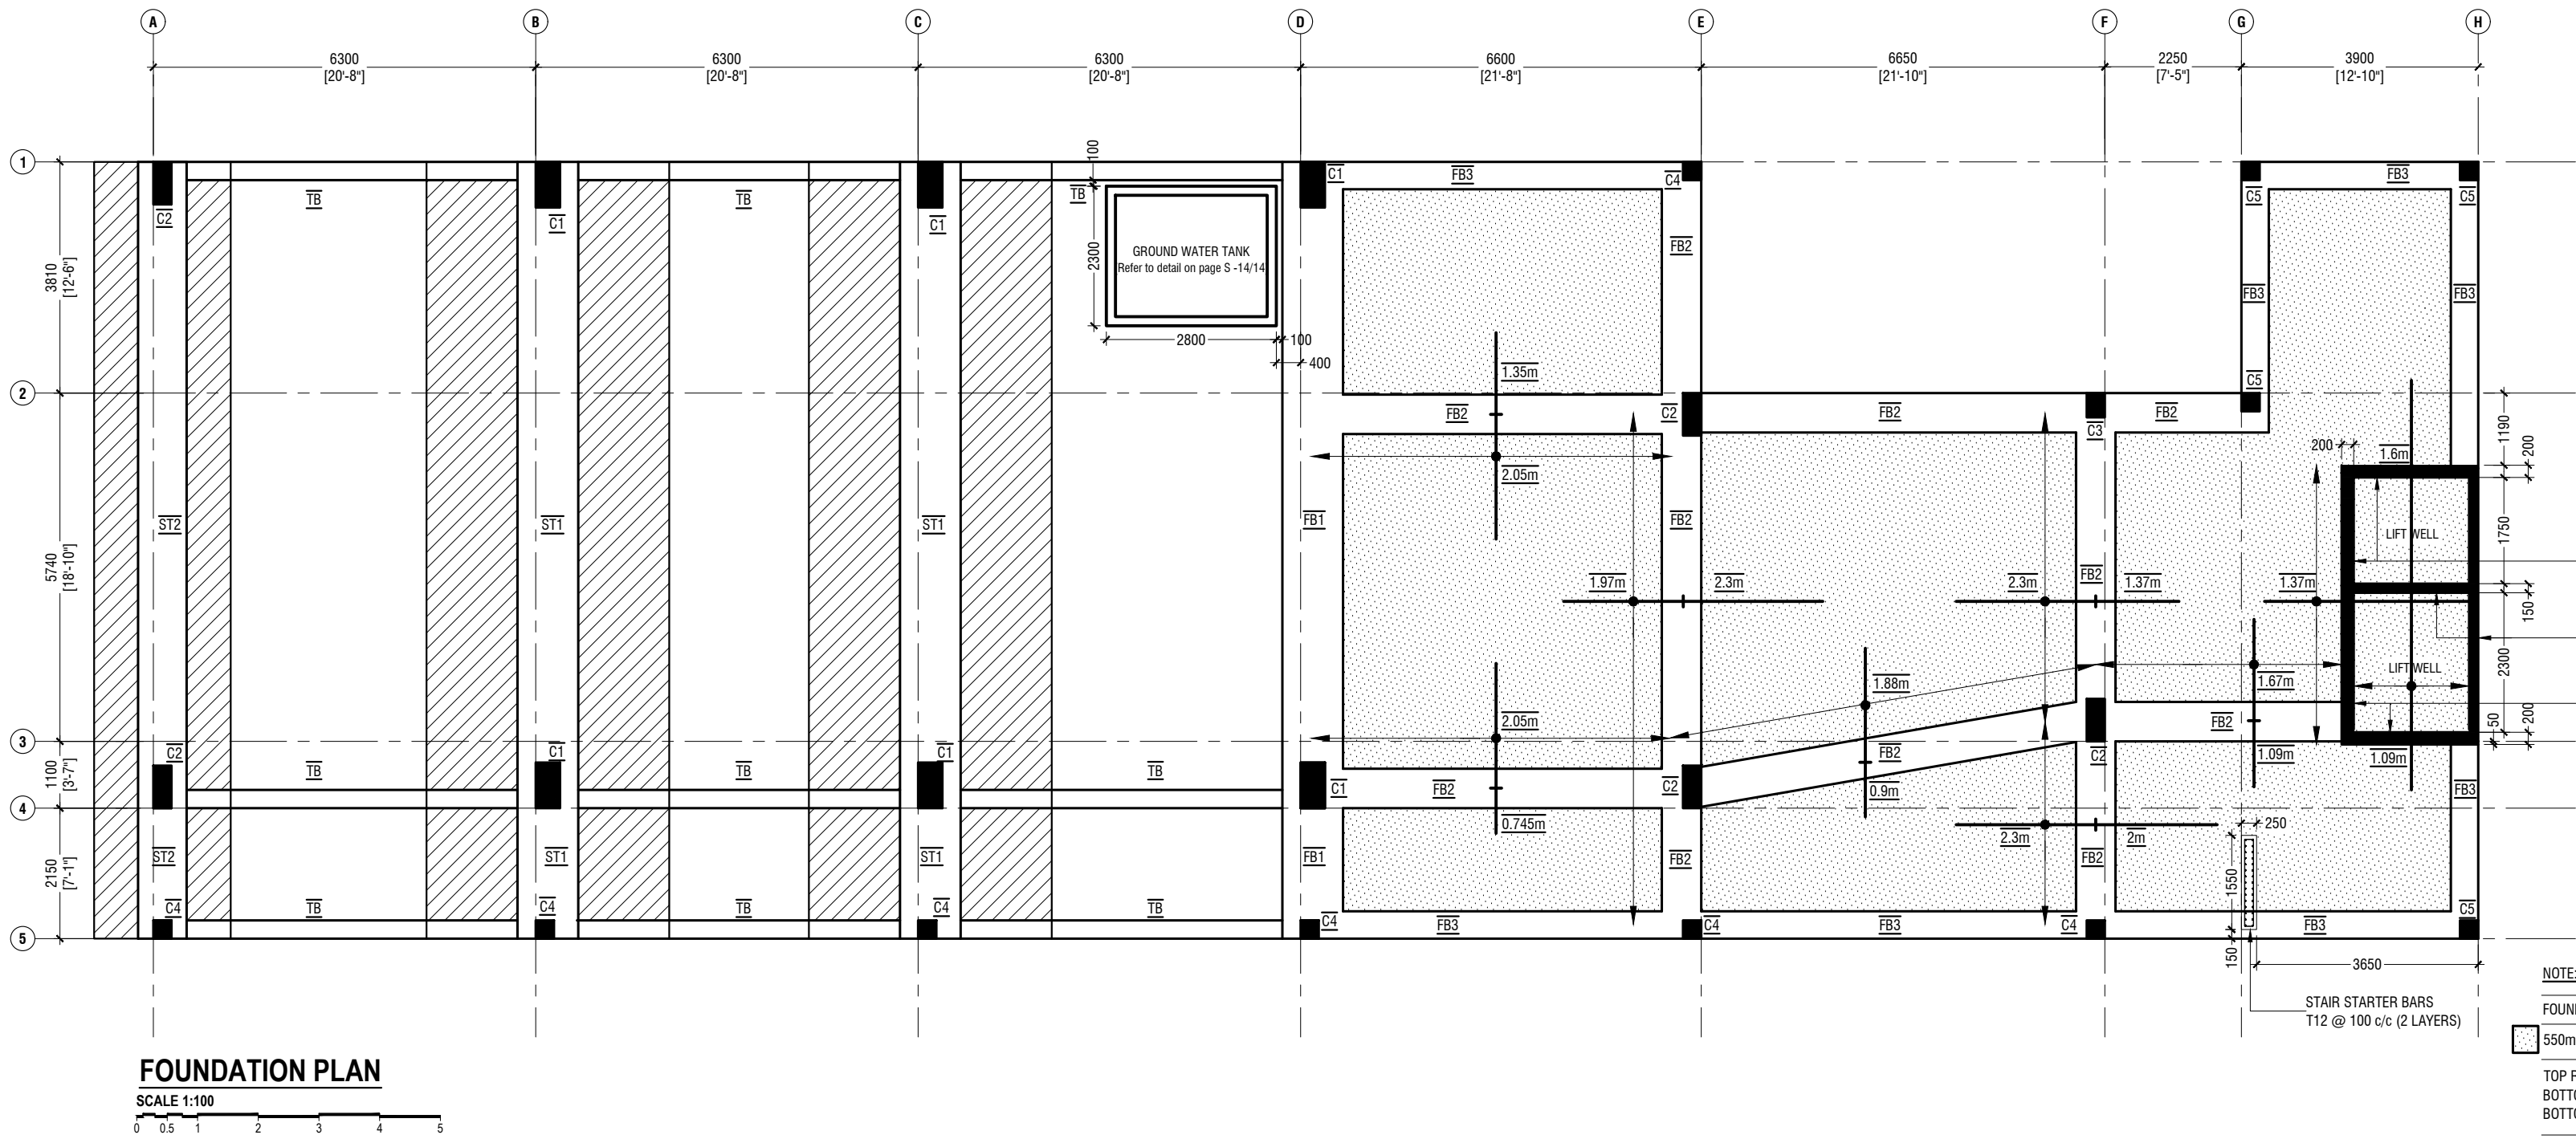 A B C D E F G H
6300 6300 6300 6600 6650 2250 3900
[20'-8"] [20'-8"] [20'-8"] [21'-8"] [21'-10"] [7'-5"] [12'-10"]
1
100
C1 FB3 C4 FB3
C2 TB C1 TB C1 TB C5 C5
3810
[12'-6"]
2300
GROUND WATER TANK
Refer to detail on page S -14/14
FB2
FB3 FB3
2800 100
400
1.35m
2
C5
FB2 C2 FB2 C3 FB2
1190
200
200
1.6m
2.05m
5740
[18'-10"]
ST2 ST1 ST1 FB1 FB2
LIFT WELL
1750
1.97m 2.3m 2.3m FB2 1.37m 1.37m
150
1.88m 1.67m
LIFT WELL
2300
2.05m
FB2
50
200
3
C2 C1 C1
FB2 C2 1.09m 1.09m
1100
[3'-7"]
TB TB TB C1 FB2 C2 0.9m FB3
4
0.745m
2.3m 2m
250
2150
[7'-1"]
ST2 ST1 ST1 FB1 FB2 FB2
1550
C4 TB C4 TB C4 TB C4 FB3 C4 FB3 C4 FB3 C5
5
150
3650
NOTE:
STAIR STARTER BARS
T12 @ 100 c/c (2 LAYERS)
FOUN
550m
TOP
BOTTO
BOTTO
FOUNDATION PLAN
SCALE 1:100
0 0.5 1 2 3 4 5